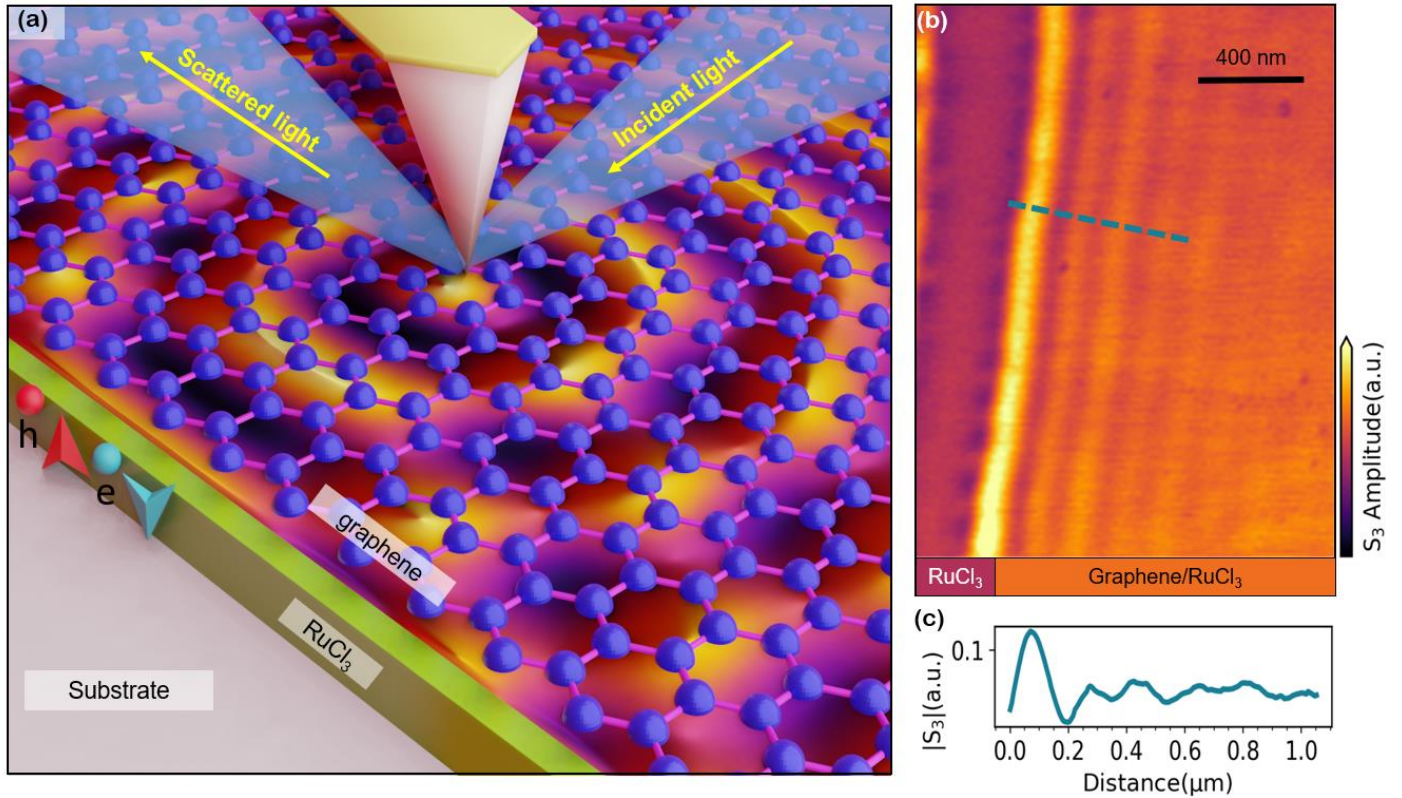 (a)
Scattered light
Incident light
h
e
graphene
RuCl₃
Substrate
(b)
400 nm
S₃ Amplitude(a.u.)
RuCl₃
Graphene/RuCl₃
(c)
|S₃|(a.u.)
0.1
0.0 0.2 0.4 0.6 0.8 1.0
Distance(μm)